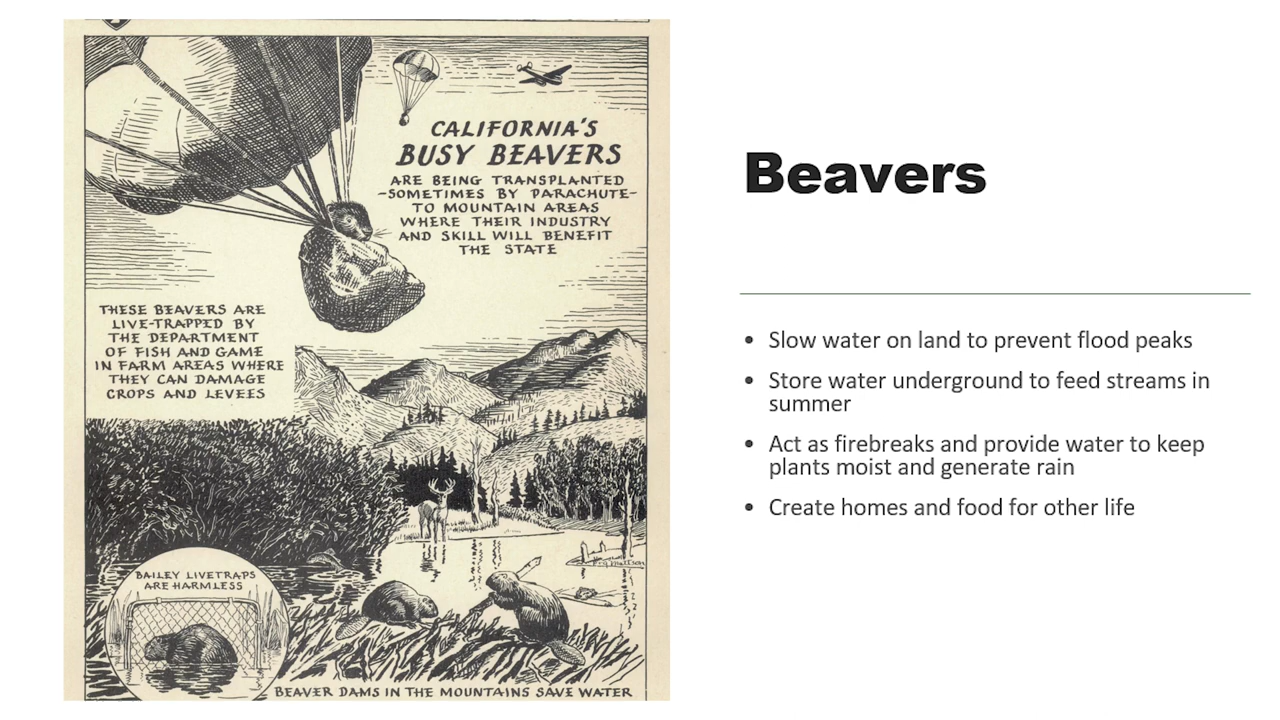 CALIFORNIA'S
BUSY BEAVERS
ARE BEING TRANSPLANTED
-SOMETIMES BY PARACHUTE-
TO MOUNTAIN AREAS
WHERE THEIR INDUSTRY
AND SKILL WILL BENEFIT
THE STATE
THESE BEAVERS ARE
LIVE-TRAPPED BY
THE DEPARTMENT
OF FISH AND GAME
IN FARM AREAS WHERE
THEY CAN DAMAGE
CROPS AND LEVEES
BAILEY LIVETRAPS
ARE HARMLESS
BEAVER DAMS IN THE MOUNTAINS SAVE WATER
Beavers
• Slow water on land to prevent flood peaks
• Store water underground to feed streams in
summer
• Act as firebreaks and provide water to keep
plants moist and generate rain
• Create homes and food for other life